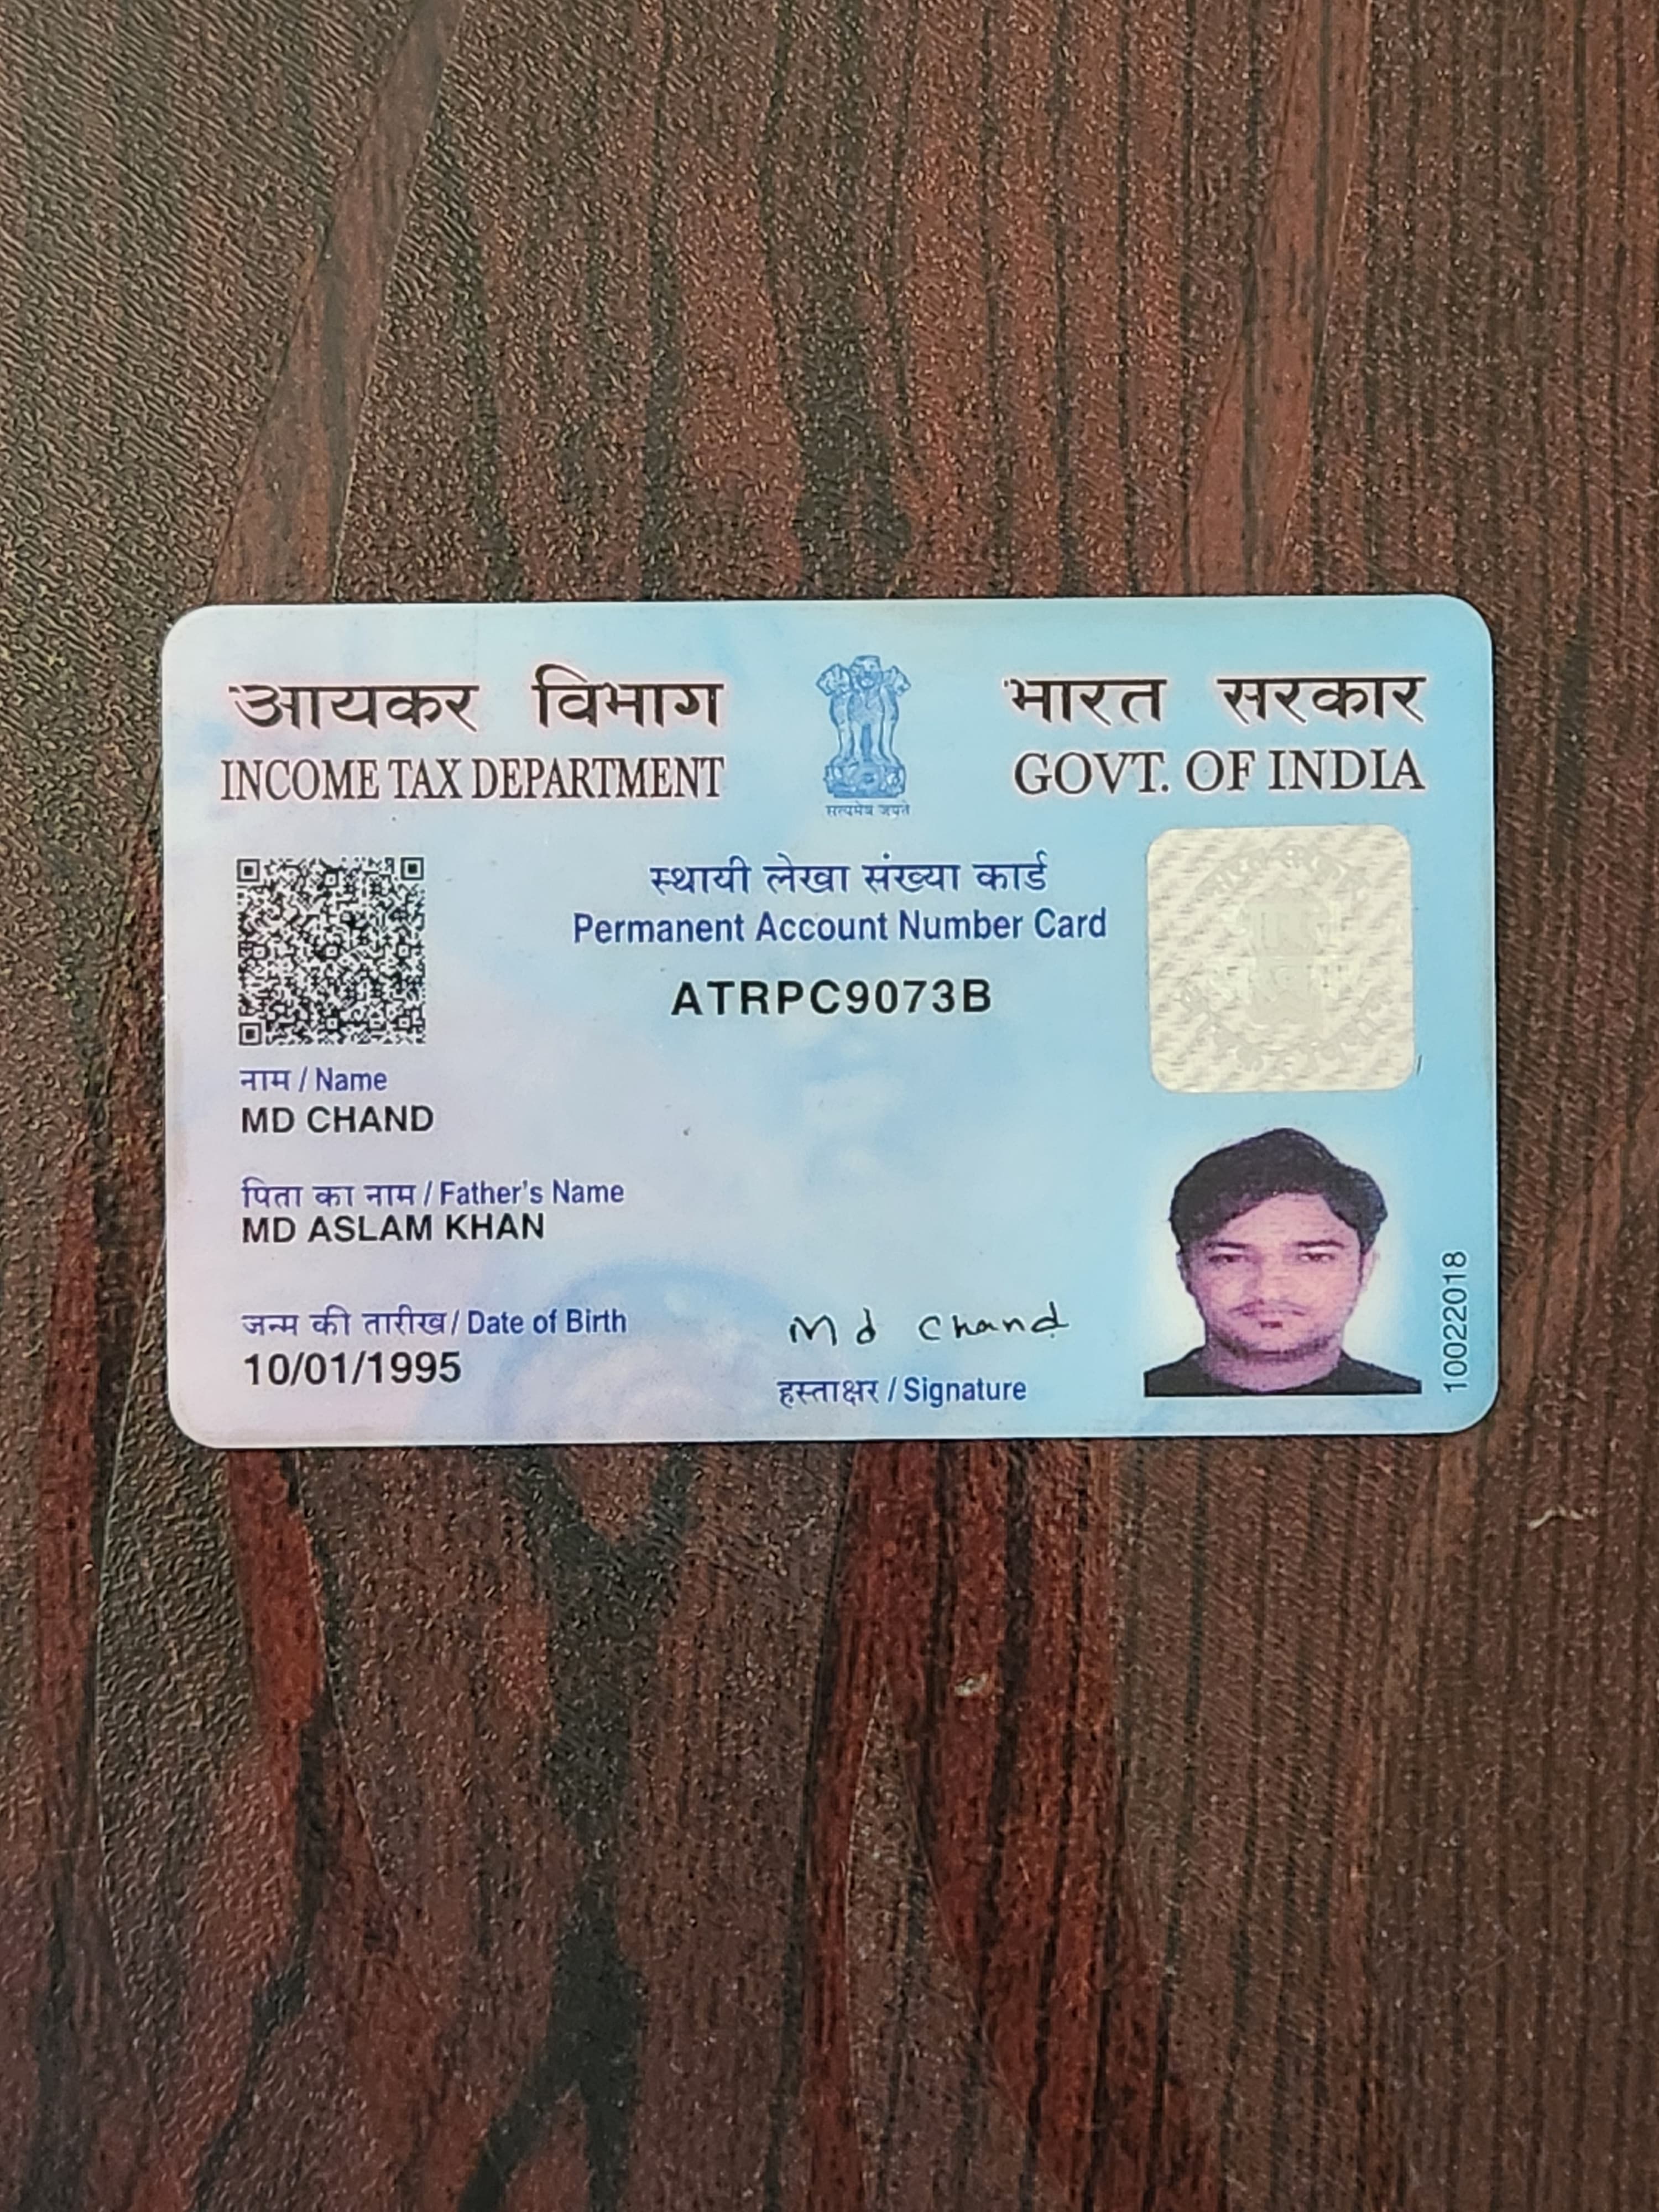 आयकर विभाग
INCOME TAX DEPARTMENT
सत्यमेव जयते
भारत सरकार
GOVT. OF INDIA
स्थायी लेखा संख्या कार्ड
Permanent Account Number Card
ATRPC9073B
नाम / Name
MD CHAND
पिता का नाम / Father's Name
MD ASLAM KHAN
जन्म की तारीख / Date of Birth
10/01/1995
Md Chand
हस्ताक्षर / Signature
10022018